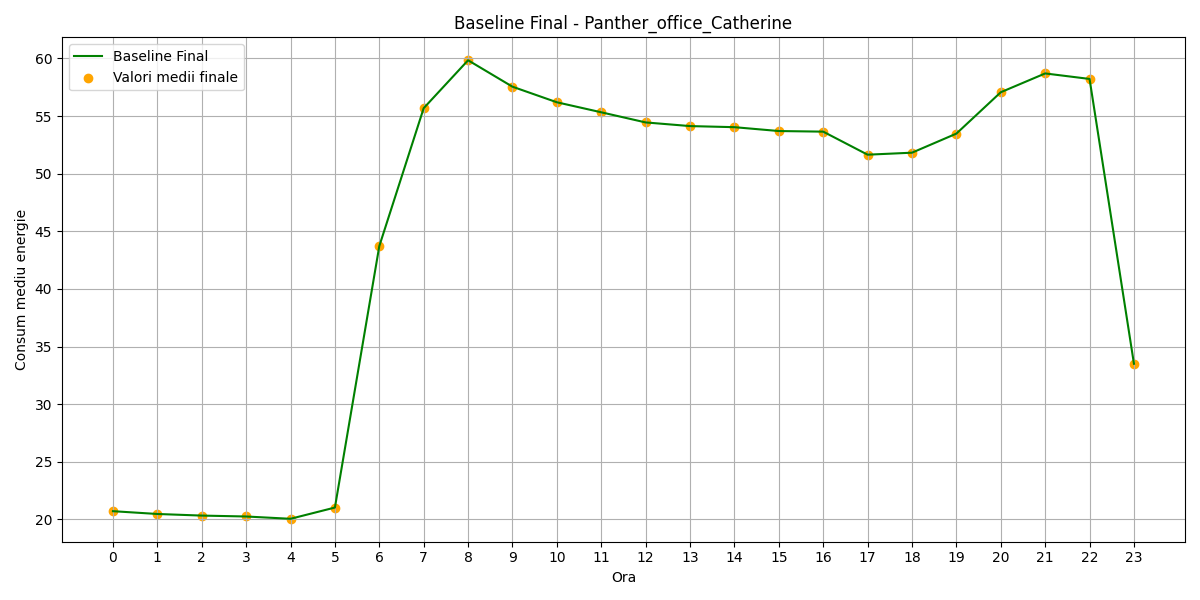 Baseline Final - Panther_office_Catherine
Baseline Final
Valori medii finale
Consum mediu energie
60
55
50
45
40
35
30
25
20
0 1 2 3 4 5 6 7 8 9 10 11 12 13 14 15 16 17 18 19 20 21 22 23
Ora